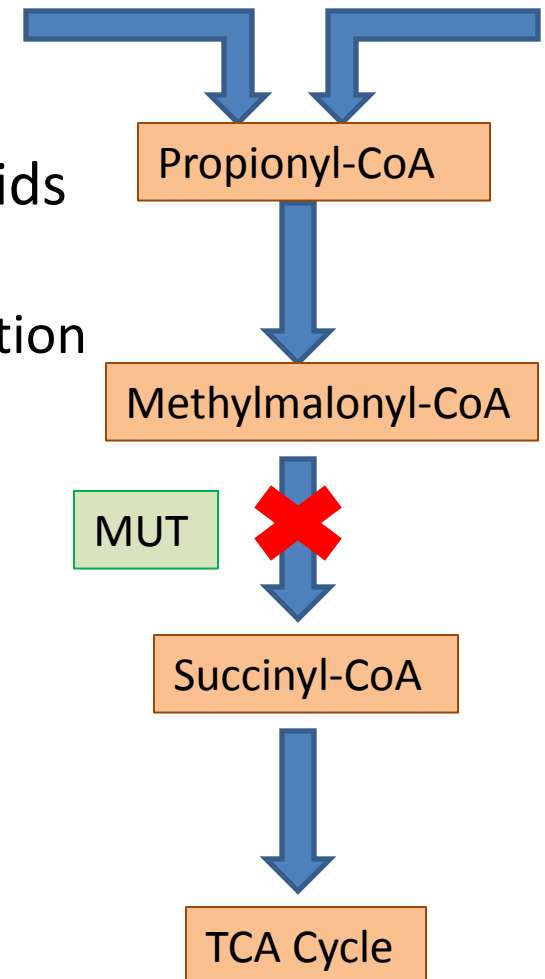 Propionyl-CoA
ids
tion
Methylmalonyl-CoA
MUT
Succinyl-CoA
TCA Cycle